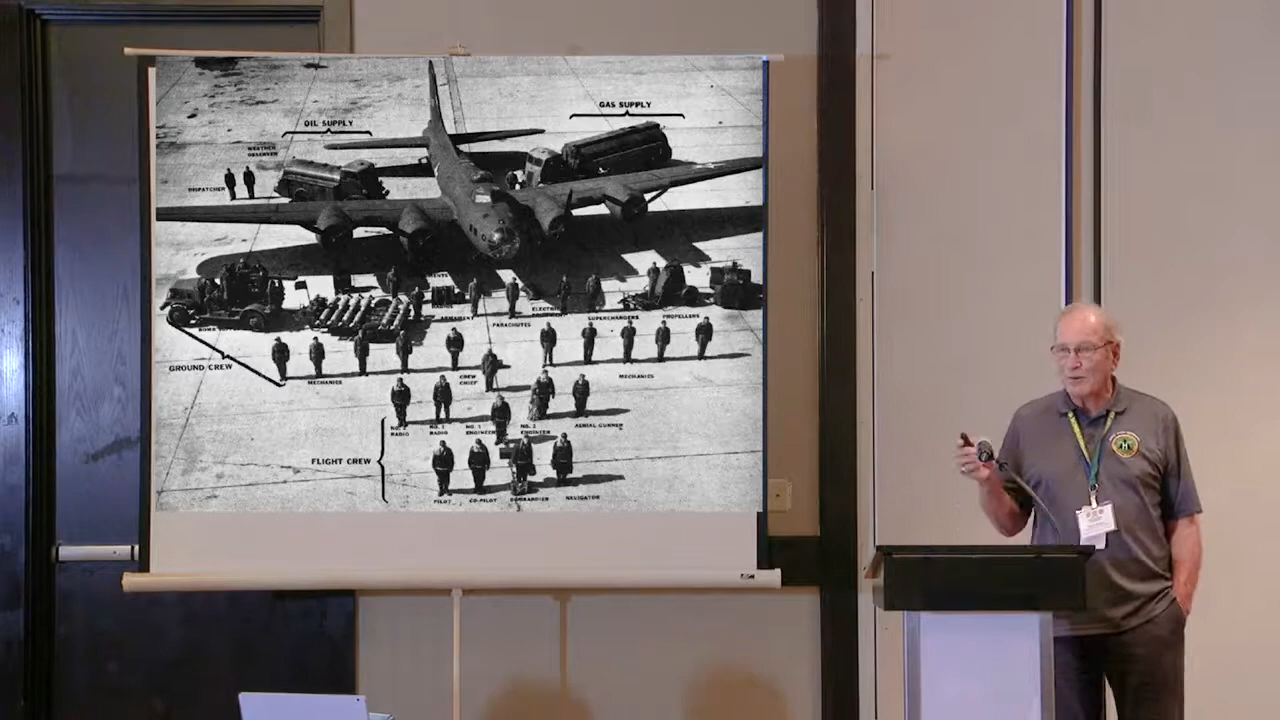 GAS SUPPLY
OIL SUPPLY
WEATHER
OBSERVER
DISPATCHER
ARMAMENT
PARACHUTES
SUPERCHARGERS
PROPELLERS
GROUND CREW
MECHANICS
CREW
CHIEF
MECHANICS
NO. 2
RADIO
NO. 1
RADIO
NO. 1
ENGINEER
NO. 2
ENGINEER
AERIAL GUNNER
FLIGHT CREW
PILOT
CO-PILOT
BOMBARDIER
NAVIGATOR